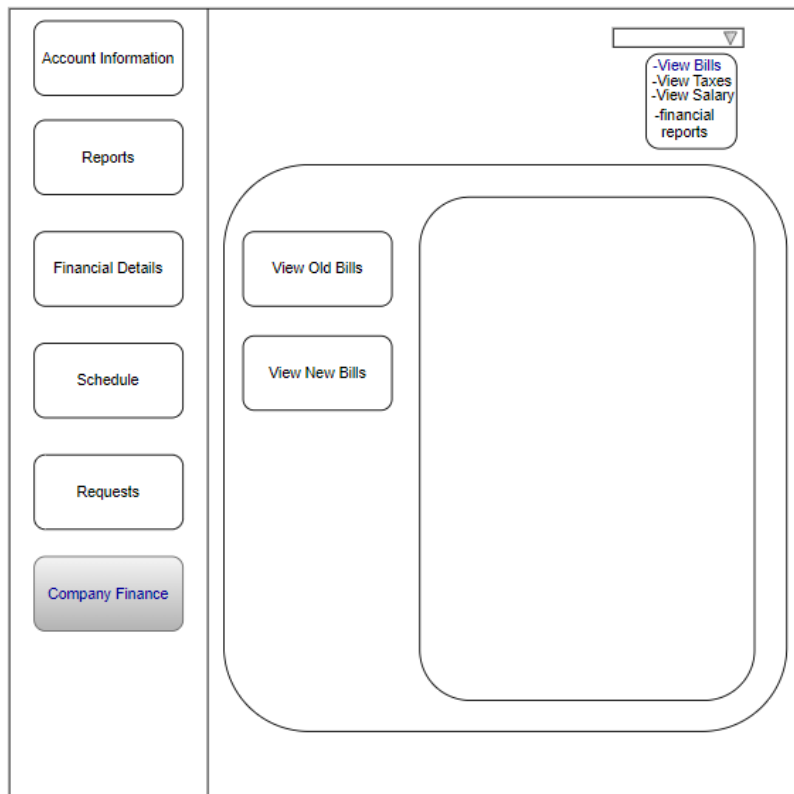 Account Information
Reports
Financial Details
Schedule
Requests
Company Finance
-View Bills
-View Taxes
-View Salary
-financial
reports
View Old Bills
View New Bills